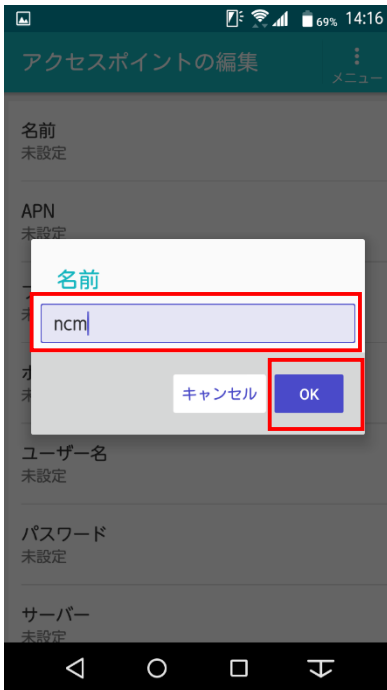 69% 14:16
アクセスポイントの編集
メニュー
名前
未設定
APN
未設定
名前
ncm
キャンセル OK
ユーザー名
未設定
パスワード
未設定
サーバー
未設定